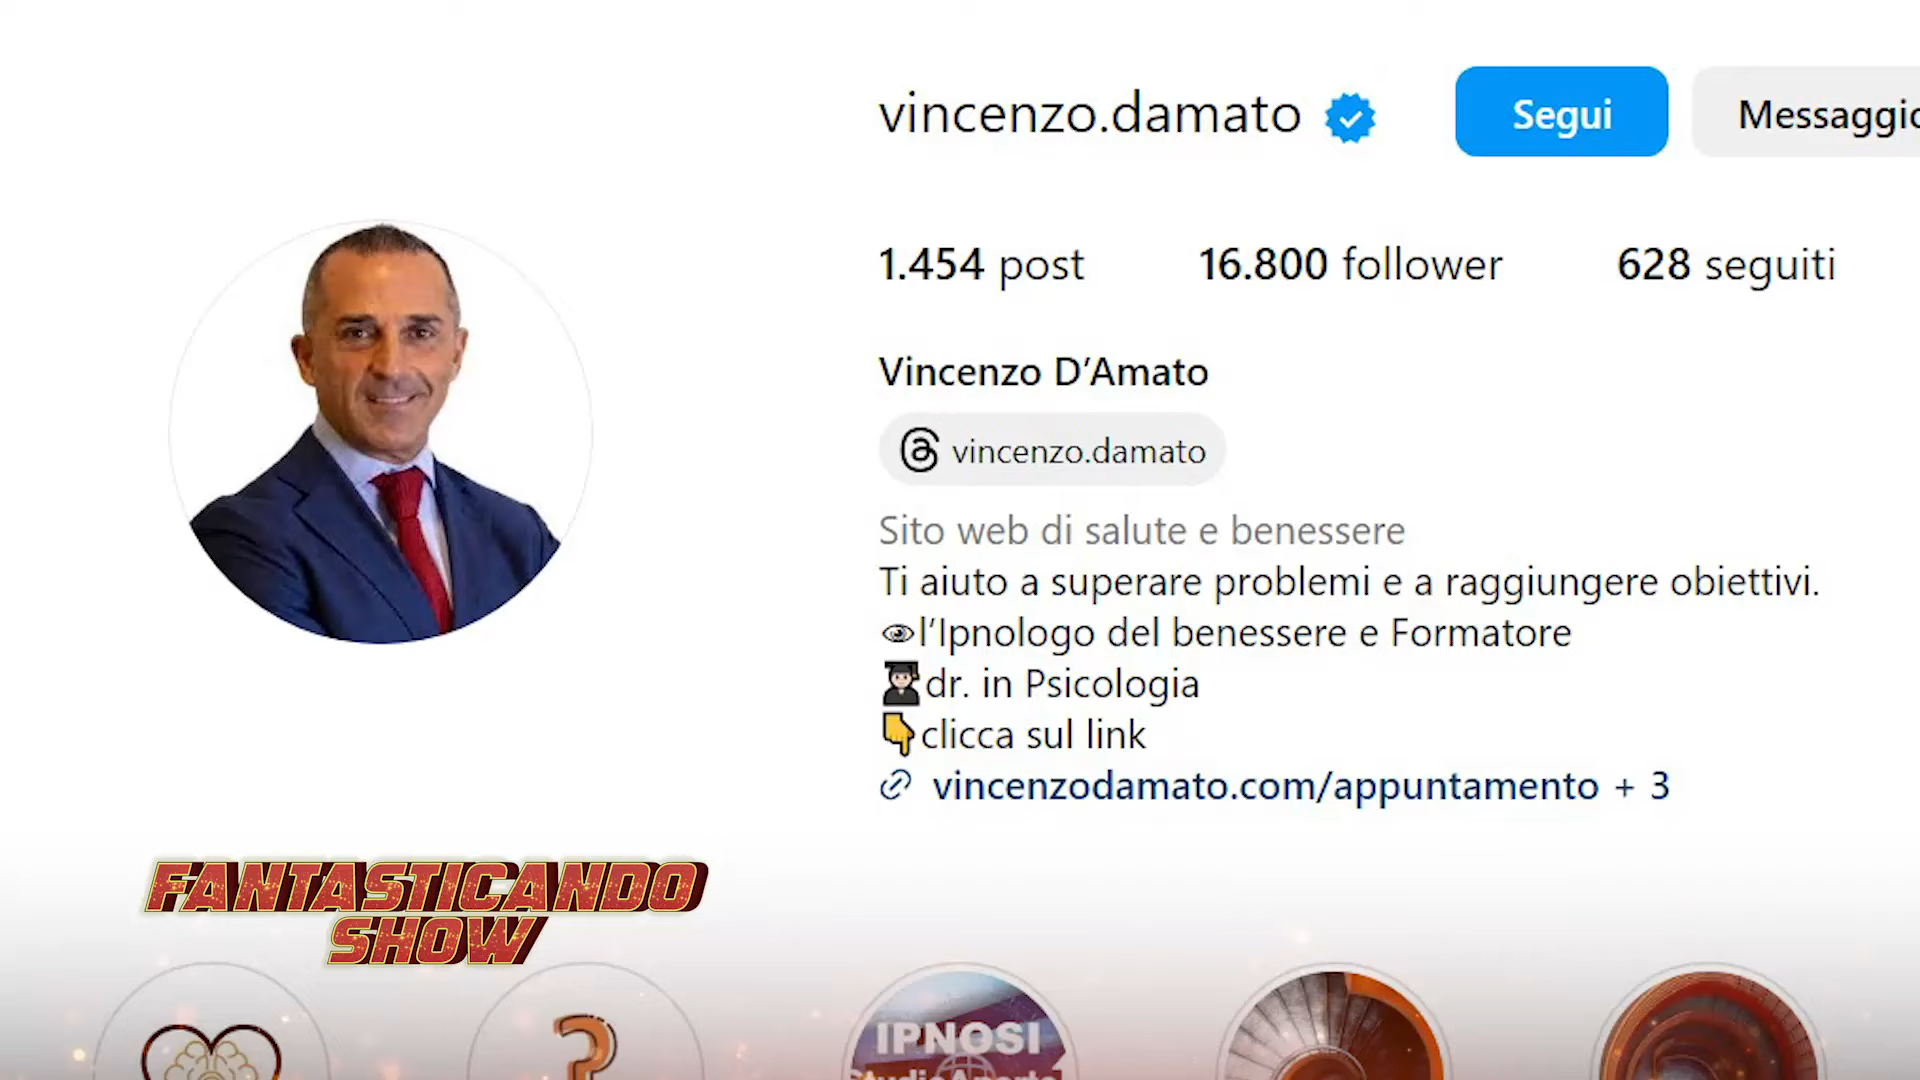 vincenzo.damato
Segui
Messaggio
1.454 post
16.800 follower
628 seguiti
Vincenzo D’Amato
vincenzo.damato
Sito web di salute e benessere
Ti aiuto a superare problemi e a raggiungere obiettivi.
👁l’Ipnologo del benessere e Formatore
👨🏻‍🎓dr. in Psicologia
👇clicca sul link
vincenzodamato.com/appuntamento + 3
FANTASTICANDO
SHOW
IPNOSI
StudioAperto